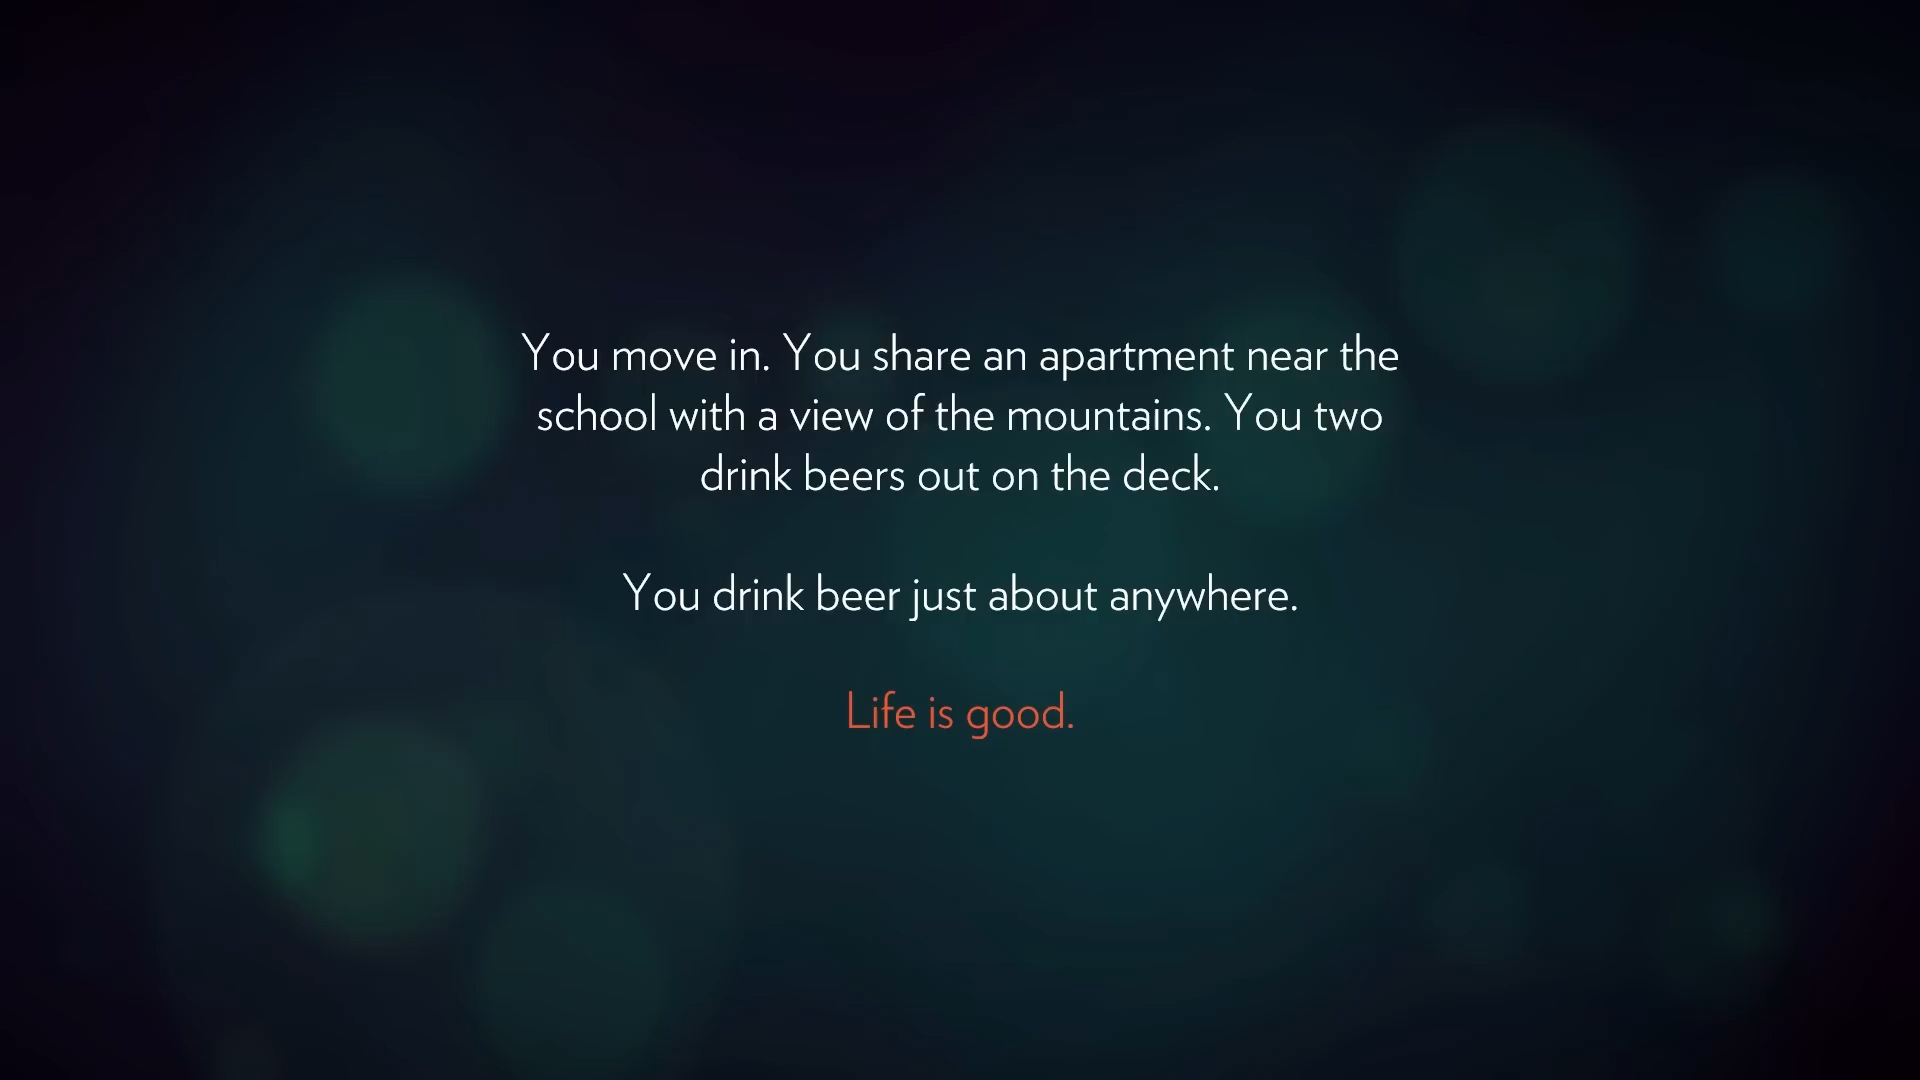 You move in. You share an apartment near the
school with a view of the mountains. You two
drink beers out on the deck.
You drink beer just about anywhere.
Life is good.